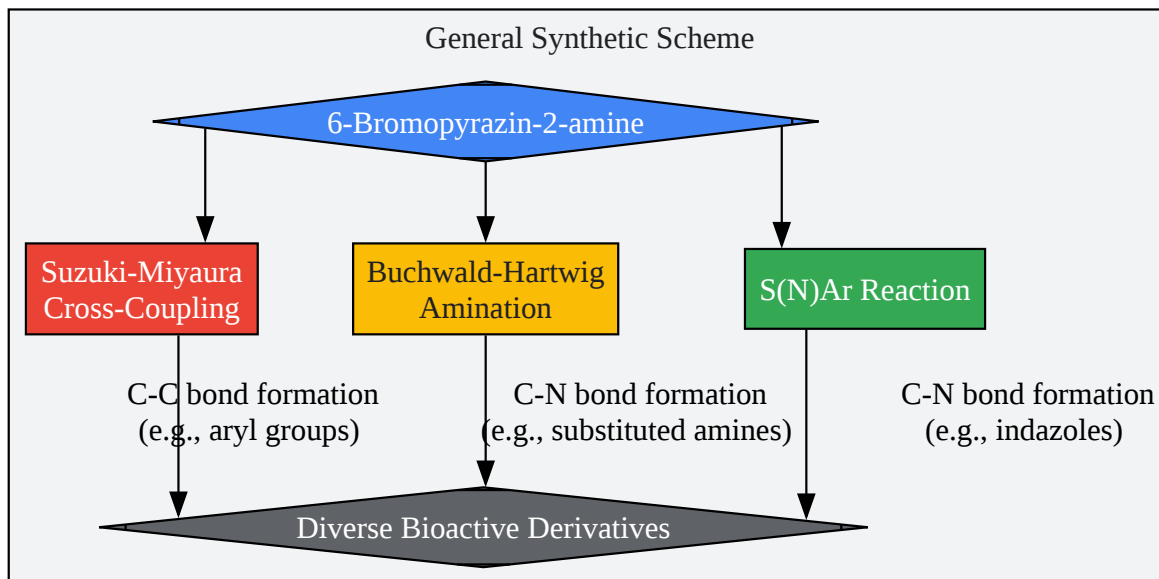 General Synthetic Scheme
6-Bromopyrazin-2-amine
Suzuki-Miyaura
Cross-Coupling
Buchwald-Hartwig
Amination
S(N)Ar Reaction
C-C bond formation
(e.g., aryl groups)
C-N bond formation
(e.g., substituted amines)
C-N bond formation
(e.g., indazoles)
Diverse Bioactive Derivatives